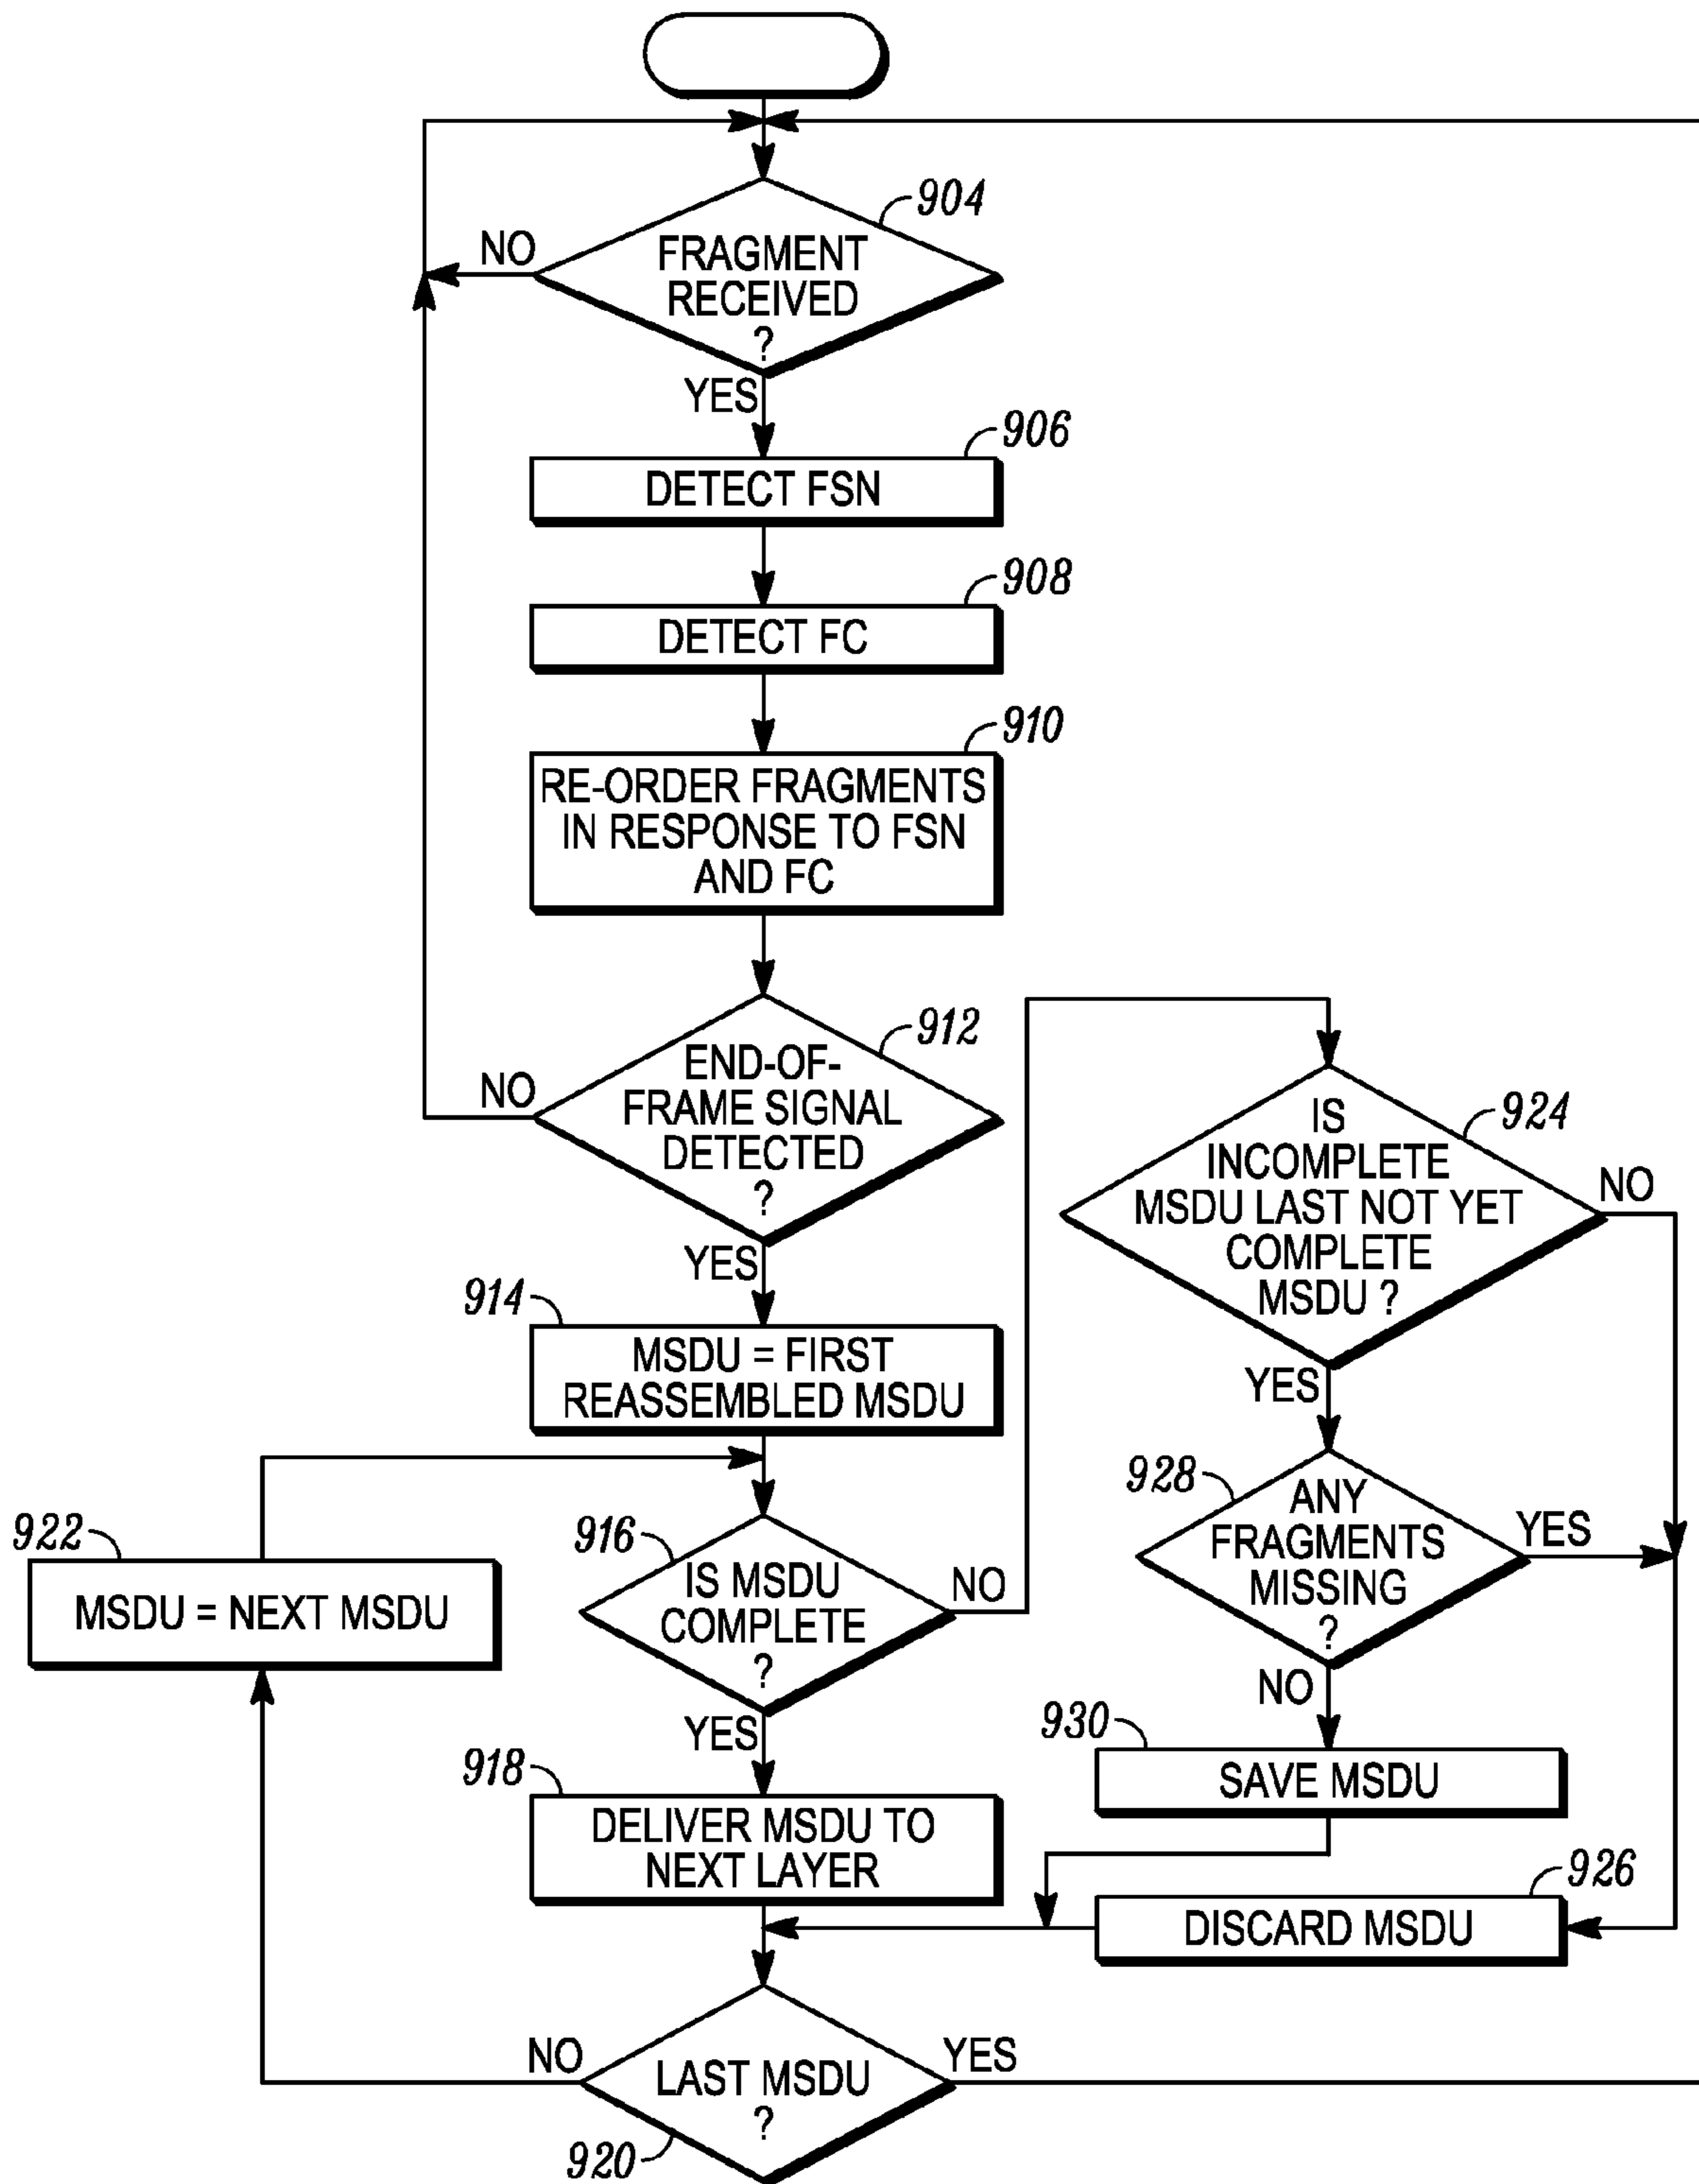 904
FRAGMENT
RECEIVED
?
NO
YES
906
DETECT FSN
908
DETECT FC
910
RE-ORDER FRAGMENTS
IN RESPONSE TO FSN
AND FC
912
END-OF-
FRAME SIGNAL
DETECTED
?
NO
YES
914
MSDU = FIRST
REASSEMBLED MSDU
916
IS MSDU
COMPLETE
?
NO
YES
918
DELIVER MSDU TO
NEXT LAYER
920
LAST MSDU
?
NO
YES
922
MSDU = NEXT MSDU
924
IS
INCOMPLETE
MSDU LAST NOT YET
COMPLETE
MSDU ?
NO
YES
928
ANY
FRAGMENTS
MISSING
?
YES
NO
930
SAVE MSDU
926
DISCARD MSDU